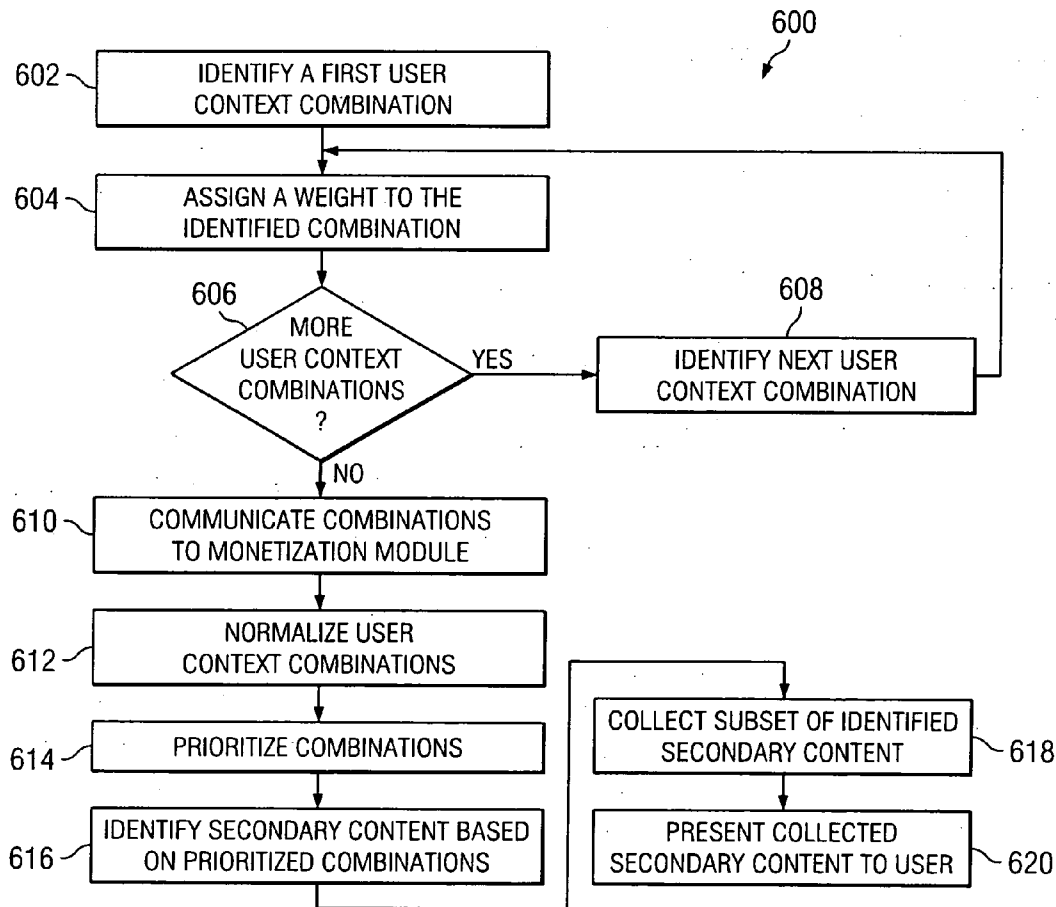 600
602
IDENTIFY A FIRST USER
CONTEXT COMBINATION
604
ASSIGN A WEIGHT TO THE
IDENTIFIED COMBINATION
606
MORE
USER CONTEXT
COMBINATIONS
?
YES
608
IDENTIFY NEXT USER
CONTEXT COMBINATION
NO
610
COMMUNICATE COMBINATIONS
TO MONETIZATION MODULE
612
NORMALIZE USER
CONTEXT COMBINATIONS
614
PRIORITIZE COMBINATIONS
616
IDENTIFY SECONDARY CONTENT BASED
ON PRIORITIZED COMBINATIONS
COLLECT SUBSET OF IDENTIFIED
SECONDARY CONTENT
618
PRESENT COLLECTED
SECONDARY CONTENT TO USER
620